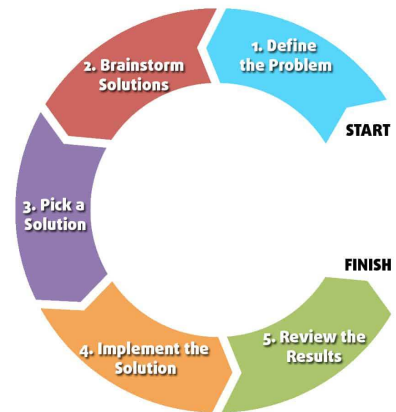 1. Define
the Problem
START
2. Brainstorm
Solutions
3. Pick a
Solution
4. Implement the
Solution
5. Review the
Results
FINISH